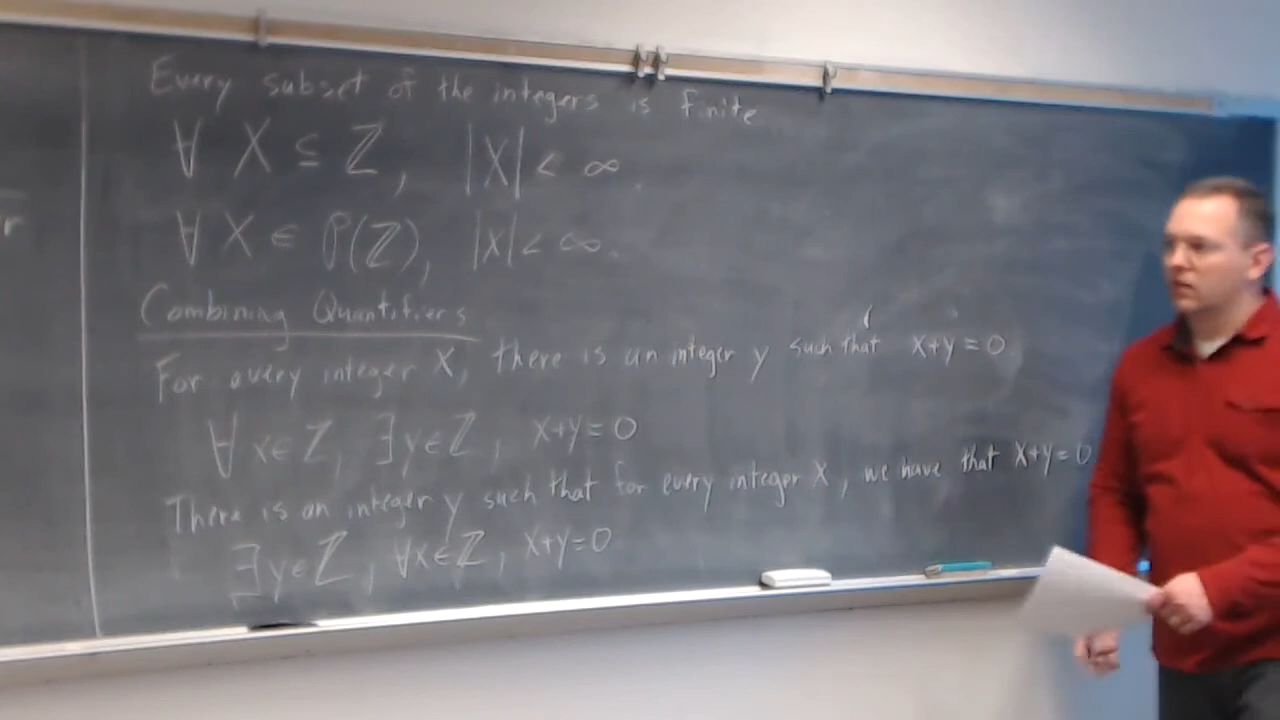 Every subset of the integers is finite
∀ X ⊆ ℤ, |X| < ∞.
∀ X ∈ P(ℤ), |X| < ∞.
Combining Quantifiers
For every integer X, there is an integer y such that x+y=0
∀ x∈ℤ, ∃y∈ℤ, x+y=0
There is an integer y such that for every integer X, we have that x+y=0
∃y∈ℤ, ∀x∈ℤ, x+y=0